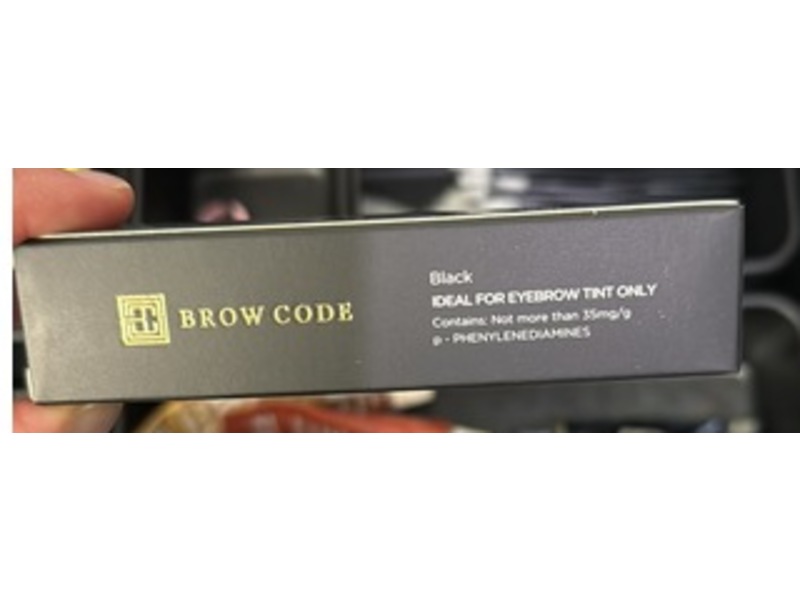 BROW CODE
Black
IDEAL FOR EYEBROW TINT ONLY
Contains: Not more than 35mg/g
p - PHENYLENEDIAMINES